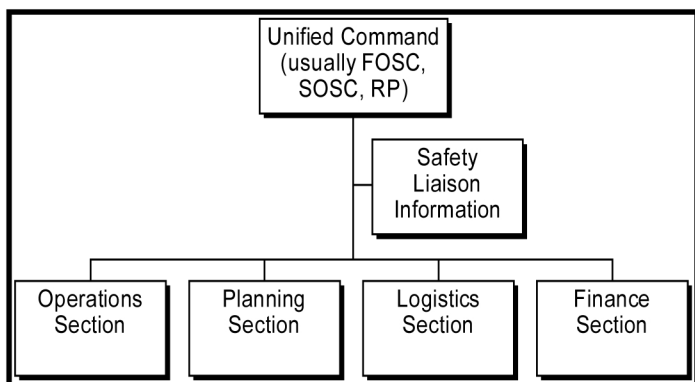 Unified Command
(usually FOSC,
SOSC, RP)
Safety
Liaison
Information
Operations
Section
Planning
Section
Logistics
Section
Finance
Section